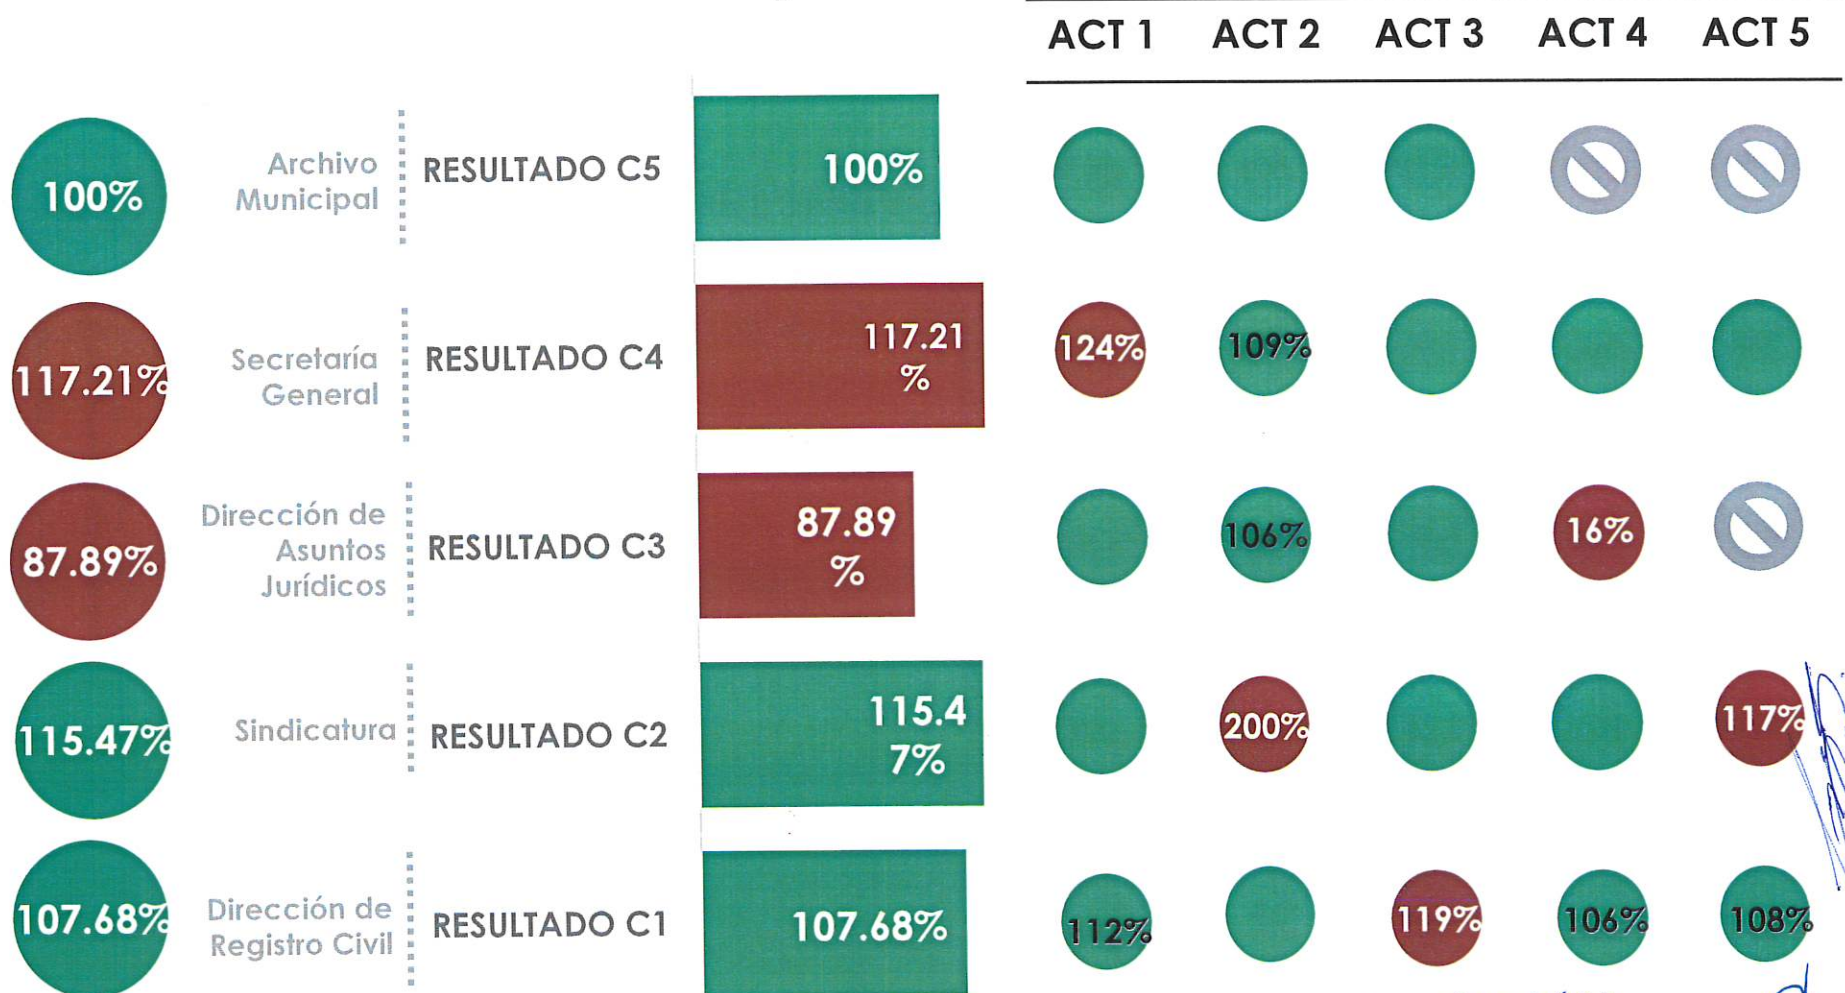 ACT 1 ACT 2 ACT 3 ACT 4 ACT 5
100%
Archivo
Municipal
RESULTADO C5
100%
117.21%
Secretaría
General
RESULTADO C4
117.21
%
124%
109%
87.89%
Dirección de
Asuntos
Jurídicos
RESULTADO C3
87.89
%
106%
16%
115.47%
Sindicatura
RESULTADO C2
115.4
7%
200%
117%
107.68%
Dirección de
Registro Civil
RESULTADO C1
107.68%
112%
119%
106%
108%